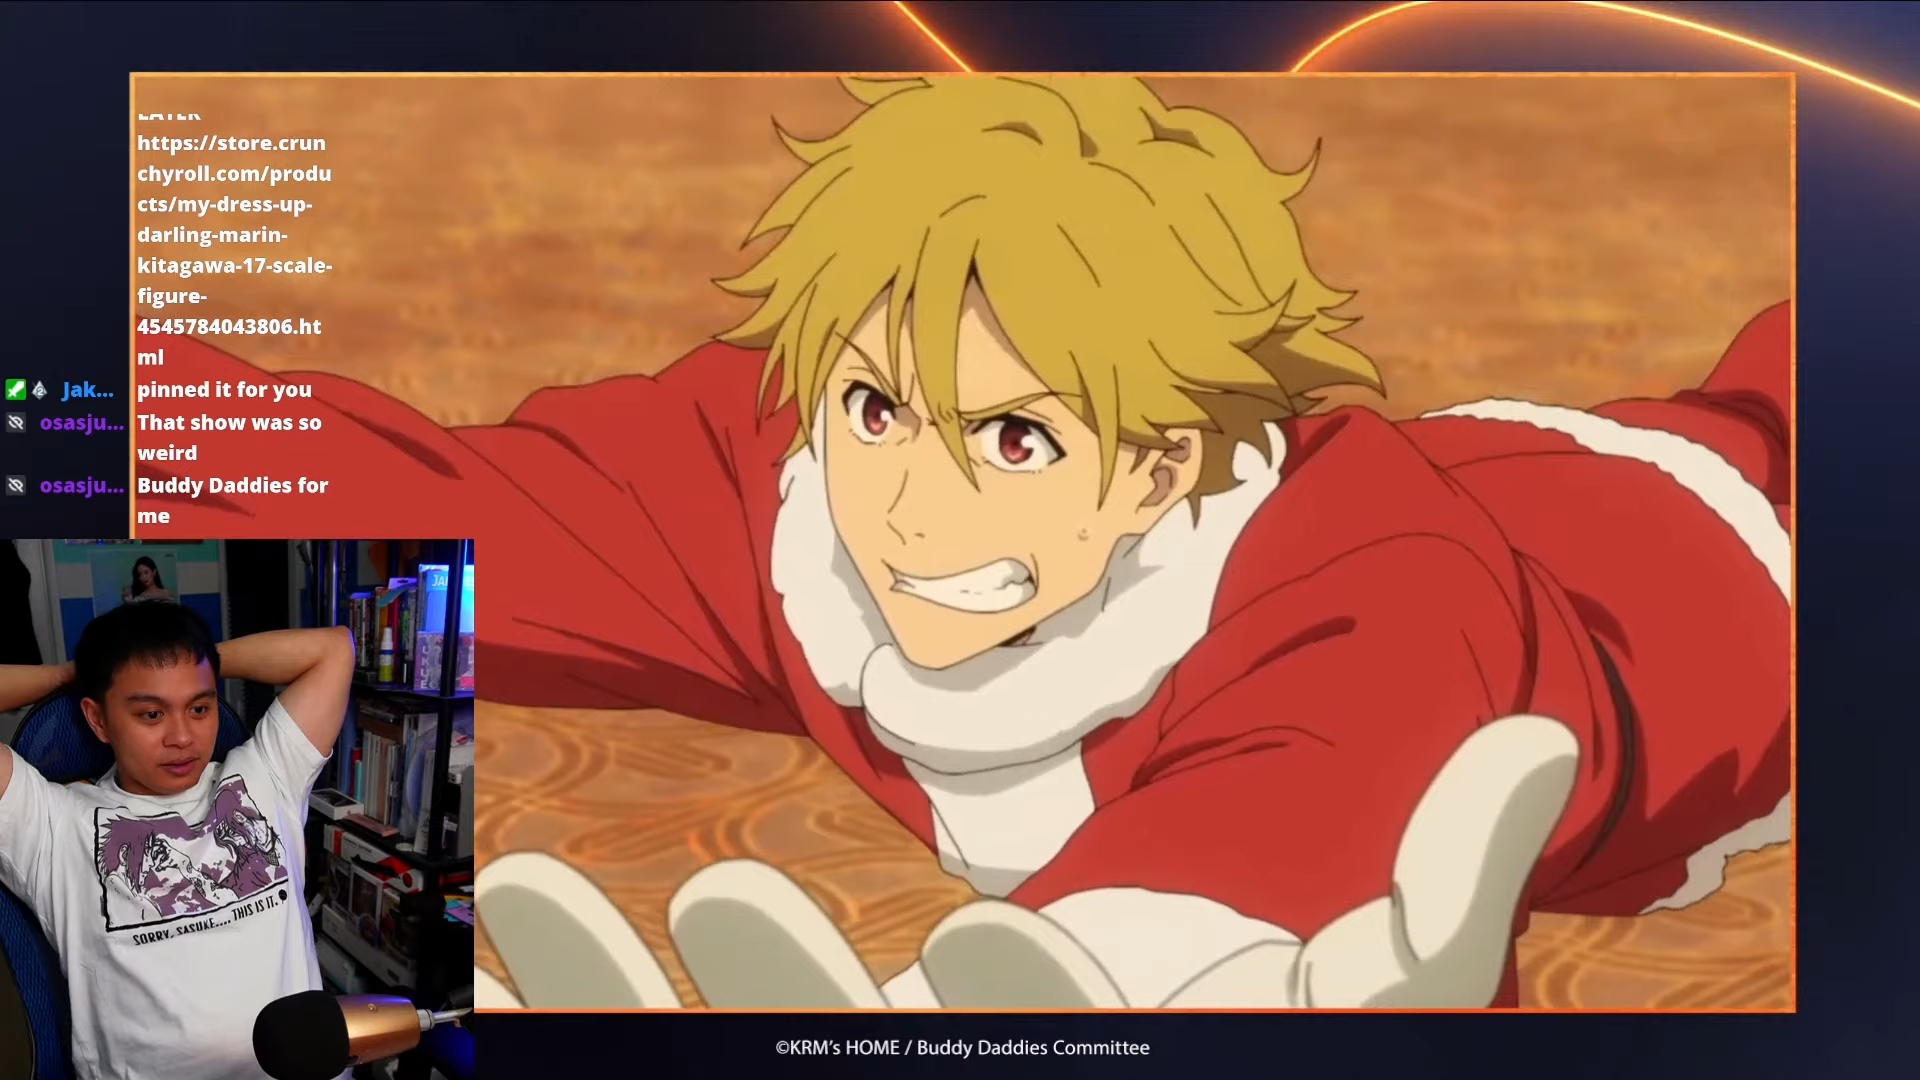 LATER
https://store.crun
chyroll.com/produ
cts/my-dress-up-
darling-marin-
kitagawa-17-scale-
figure-
4545784043806.ht
ml
Jak... pinned it for you
osasju... That show was so
weird
osasju... Buddy Daddies for
me
SORRY, SASUKE.... THIS IS IT.
©KRM's HOME / Buddy Daddies Committee